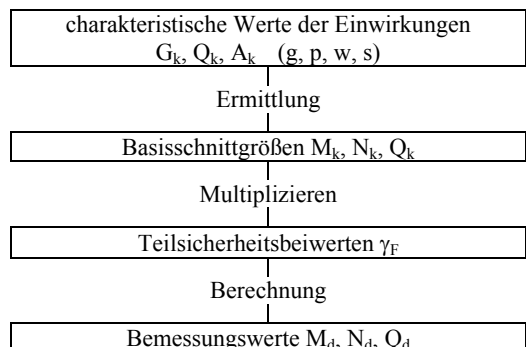 charakteristische Werte der Einwirkungen
Gk, Qk, Ak (g, p, w, s)
Ermittlung
Basisschnittgrößen Mk, Nk, Qk
Multiplizieren
Teilsicherheitsbeiwerten γF
Berechnung
Bemessungswerte Md, Nd, Qd